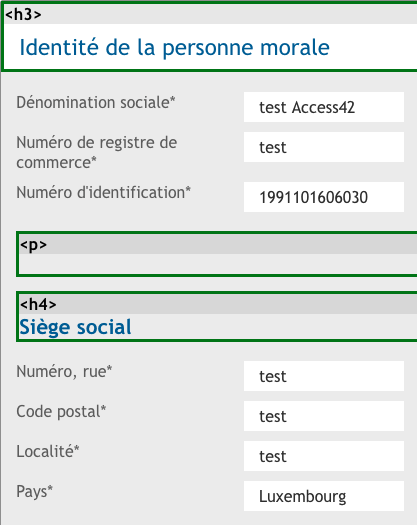 <h3>
Identité de la personne morale
Dénomination sociale* test Access42
Numéro de registre de
commerce* test
Numéro d'identification* 1991101606030
<p>
<h4>
Siège social
Numéro, rue* test
Code postal* test
Localité* test
Pays* Luxembourg